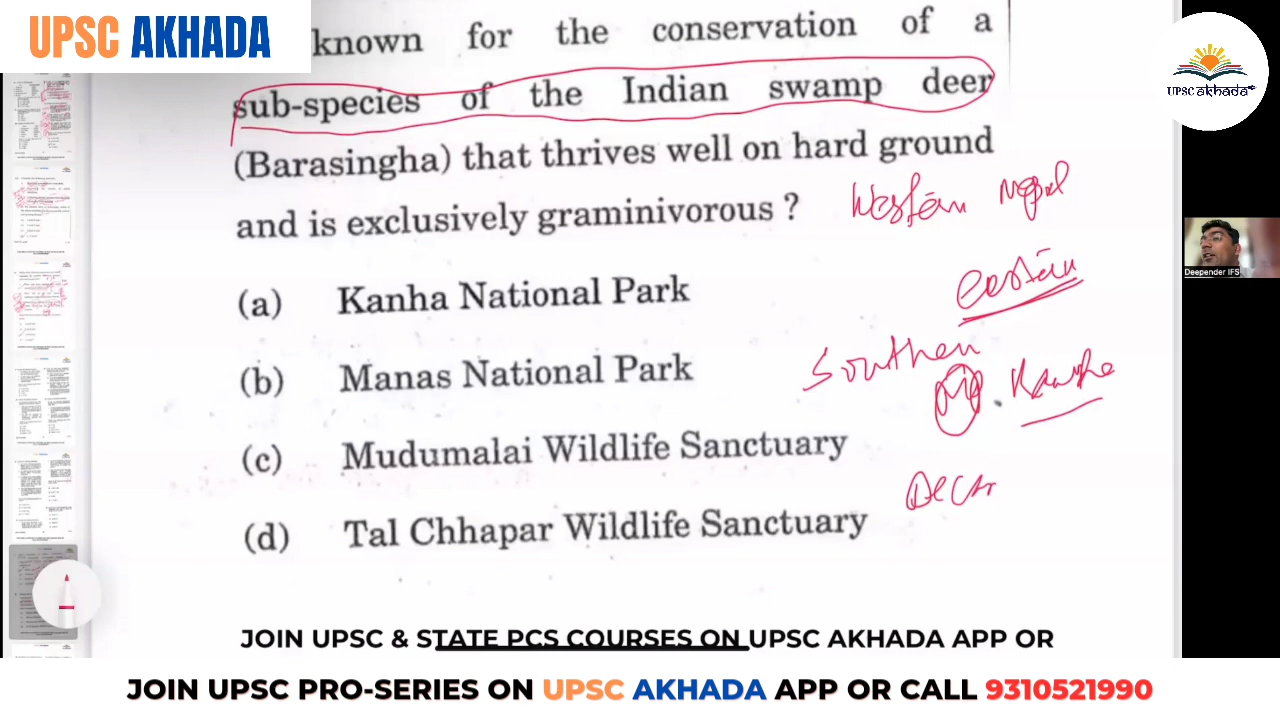 UPSC AKHADA
known for the conservation of a
sub-species of the Indian swamp deer
(Barasingha) that thrives well on hard ground
and is exclusively graminivorous ?
Western Nepal
eastern
(a) Kanha National Park
Southern
MP . Kanha
(b) Manas National Park
(c) Mudumalai Wildlife Sanctuary
(d) Tal Chhapar Wildlife Sanctuary
UPSC akhada
Deepender IFS
JOIN UPSC & STATE PCS COURSES ON UPSC AKHADA APP OR
JOIN UPSC PRO-SERIES ON UPSC AKHADA APP OR CALL 9310521990